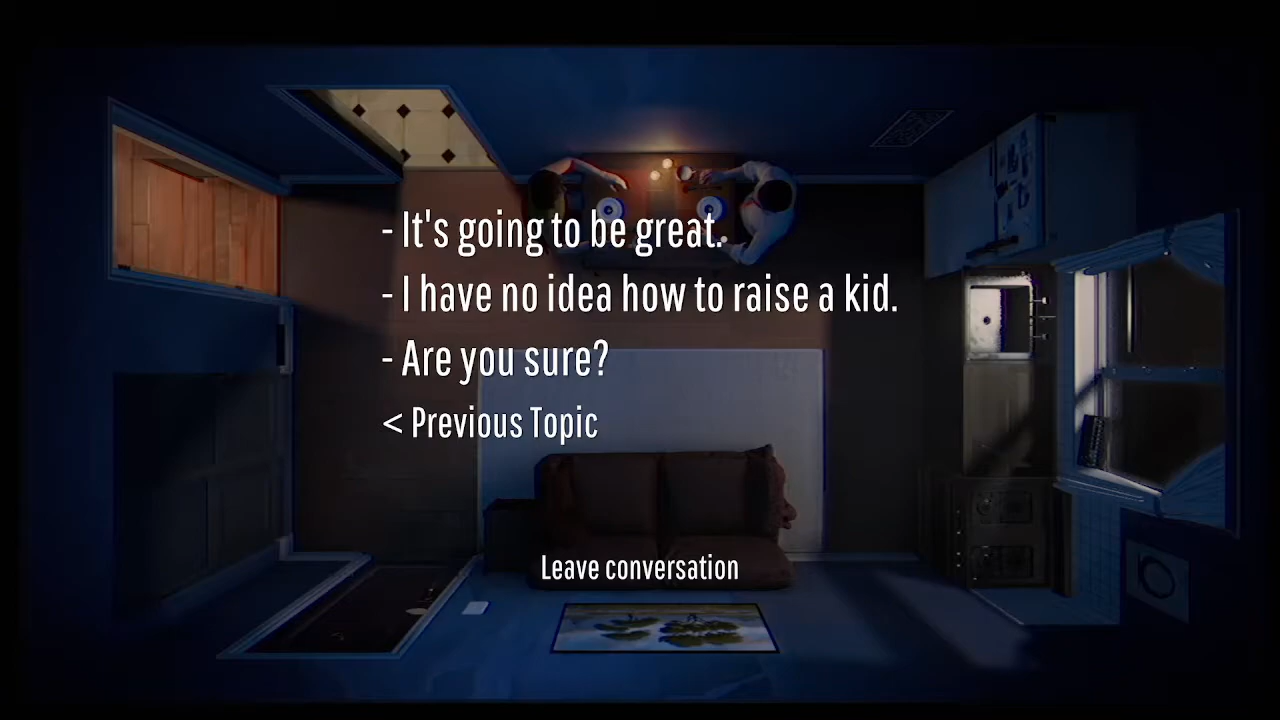 - It's going to be great.
- I have no idea how to raise a kid.
- Are you sure?
< Previous Topic
Leave conversation